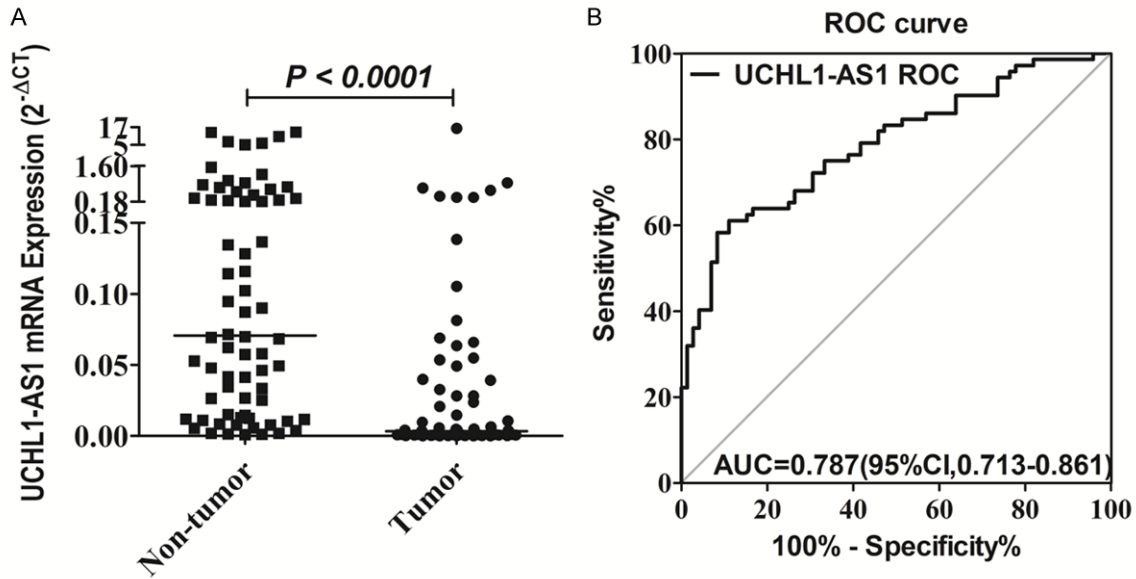 A
UCHL1-AS1 mRNA Expression (2^-ΔCT)
P < 0.0001
17
5
1.60
0.18
0.15
0.10
0.05
0.00
Non-tumor
Tumor
B
ROC curve
UCHL1-AS1 ROC
Sensitivity%
100
80
60
40
20
0
AUC=0.787(95%CI,0.713-0.861)
0 20 40 60 80 100
100% - Specificity%